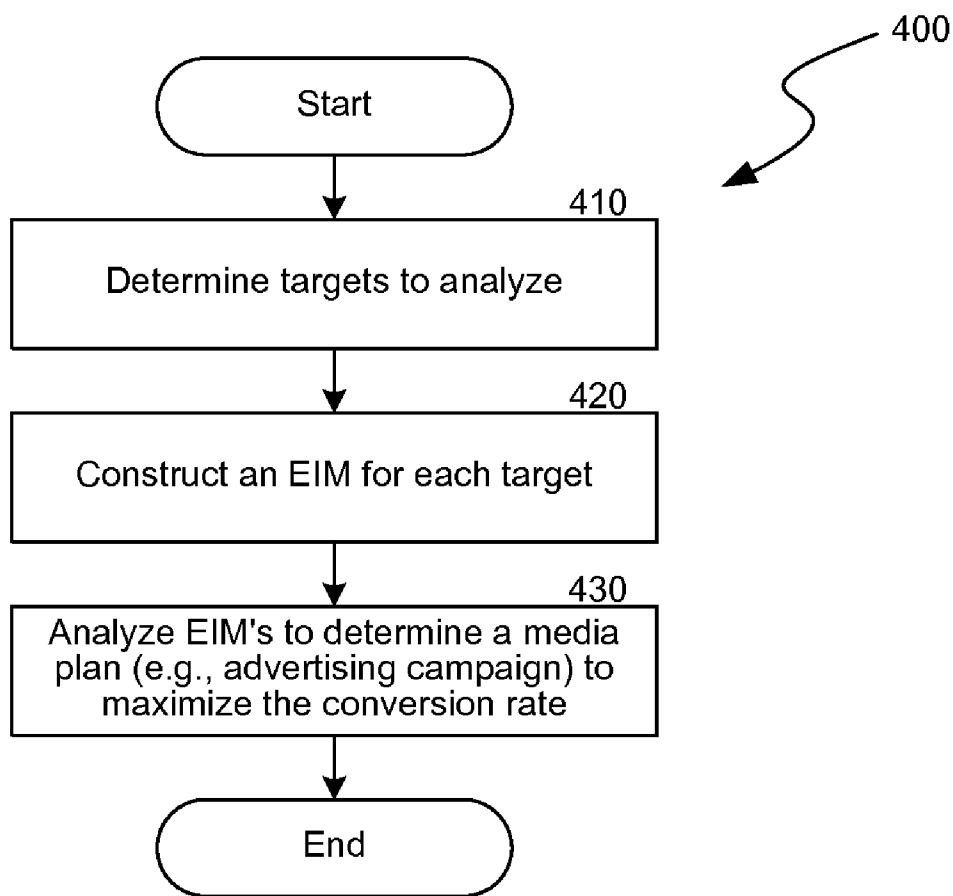 400
Start
410
Determine targets to analyze
420
Construct an EIM for each target
430
Analyze EIM's to determine a media
plan (e.g., advertising campaign) to
maximize the conversion rate
End